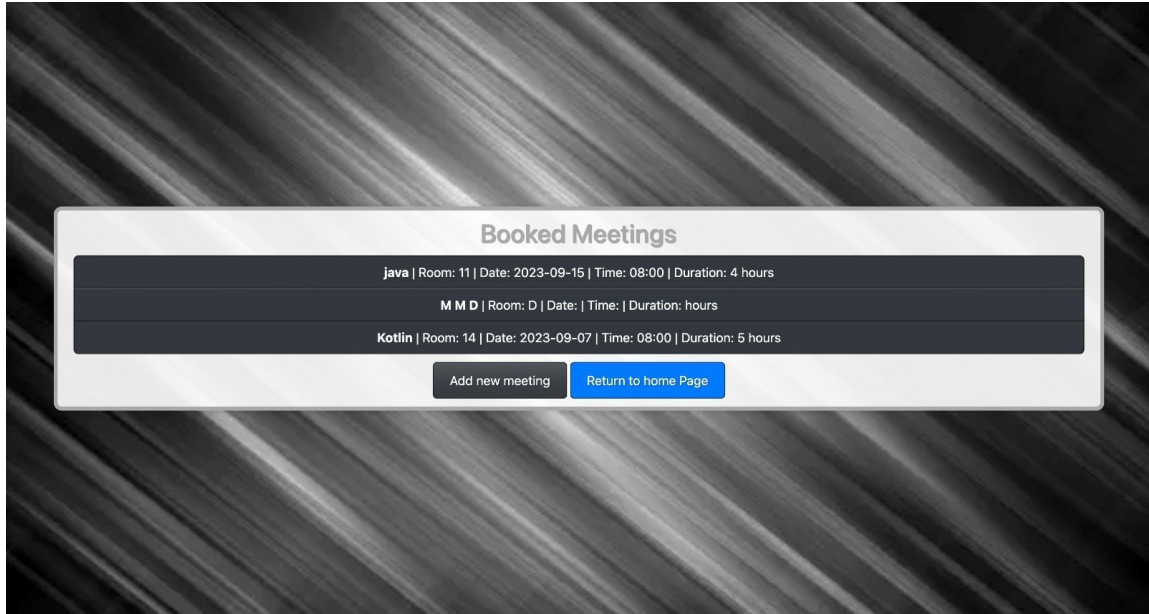 Booked Meetings
java | Room: 11 | Date: 2023-09-15 | Time: 08:00 | Duration: 4 hours
M M D | Room: D | Date: | Time: | Duration: hours
Kotlin | Room: 14 | Date: 2023-09-07 | Time: 08:00 | Duration: 5 hours
Add new meeting Return to home Page